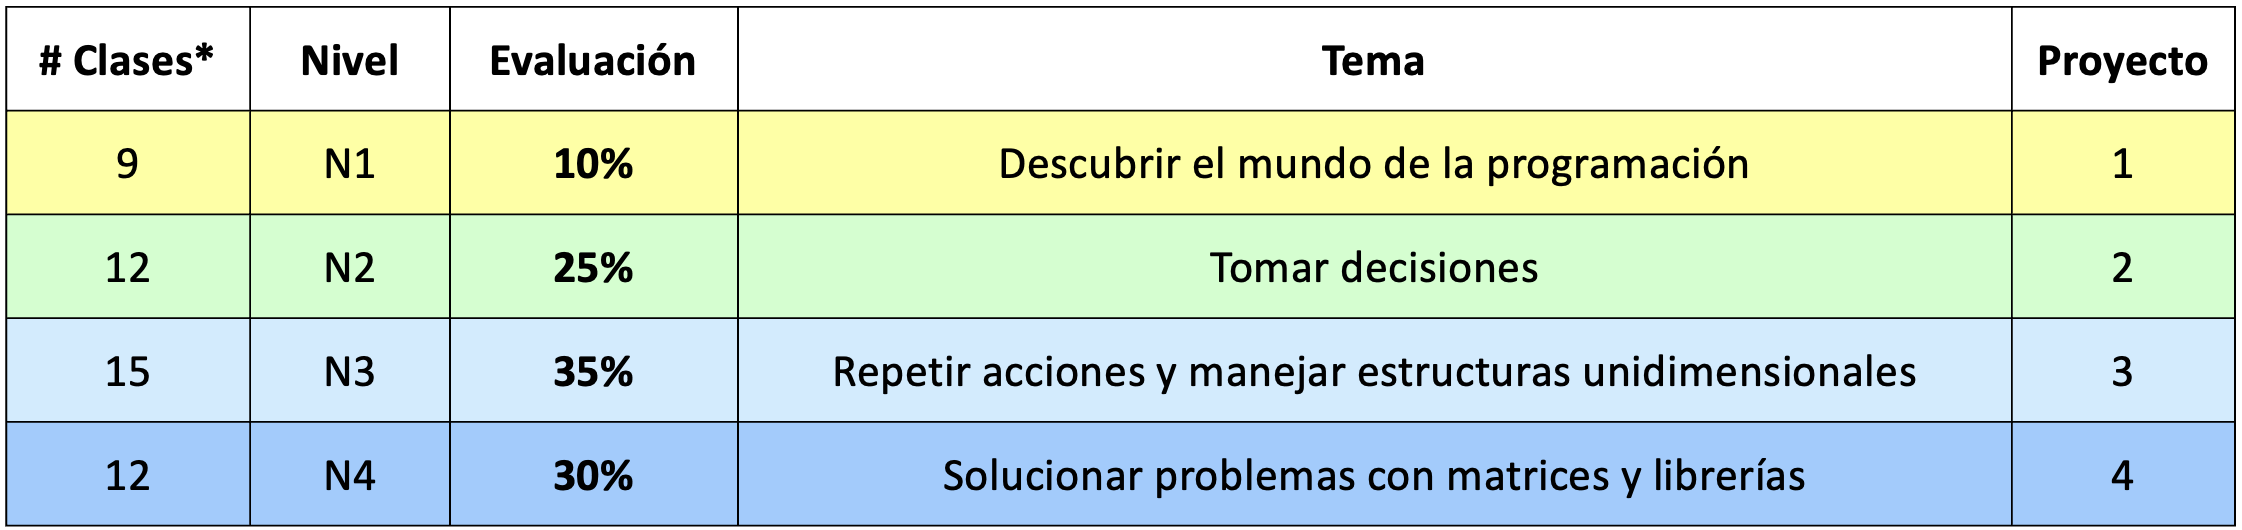 # Clases* Nivel Evaluación Tema Proyecto
9 N1 10% Descubrir el mundo de la programación 1
12 N2 25% Tomar decisiones 2
15 N3 35% Repetir acciones y manejar estructuras unidimensionales 3
12 N4 30% Solucionar problemas con matrices y librerías 4